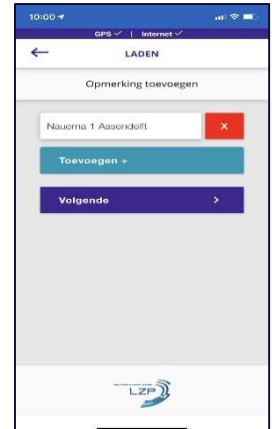 10:00
GPS ✓ | Internet ✓
← LADEN
Opmerking toevoegen
Nauerna 1 Assendelft X
Toevoegen +
Volgende >
LZP